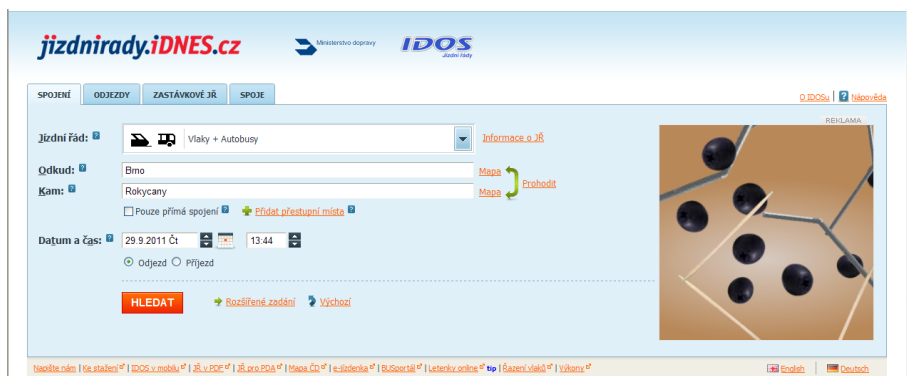 jizdnirady.iDNES.cz Ministerstvo dopravy IDOS
Jízdní řády
SPOJENÍ ODJEZDY ZASTÁVKOVÉ JŘ SPOJE
O IDOSu | Nápověda
REKLAMA
Jízdní řád: Vlaky + Autobusy Informace o JŘ
Odkud: Brno Mapa
Prohodit
Kam: Rokycany Mapa
Pouze přímá spojení Přidat přestupní místa
Datum a čas: 29.9.2011 Čt 13:44
Odjezd Příjezd
HLEDAT Rozšířené zadání Výchozí
Napište nám | Ke stažení | IDOS v mobilu | JŘ v PDF | JŘ pro PDA | Mapa ČD | e-jízdenka | BUSportál | Letenky online tip | Řazení vlaků | Výkony English | Deutsch